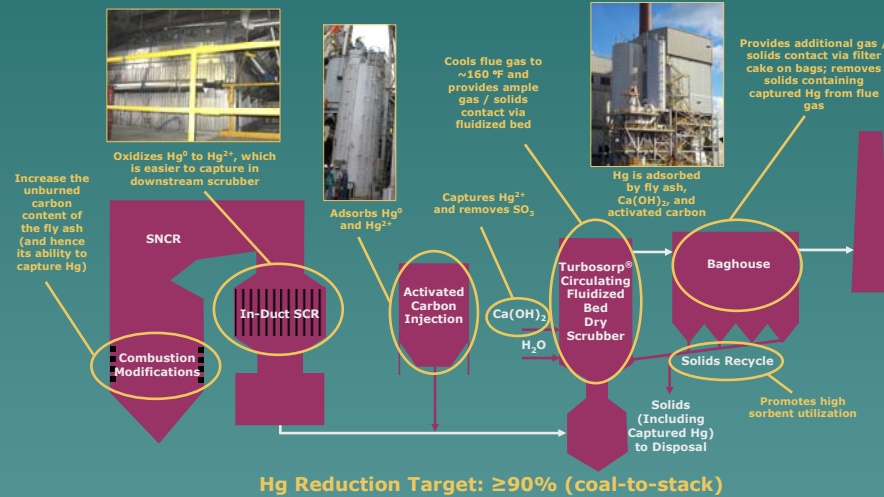 Cools flue gas to
~160 °F and
provides ample
gas / solids
contact via
fluidized bed
Provides additional gas /
solids contact via filter
cake on bags; removes
solids containing
captured Hg from flue
gas
Oxidizes Hg⁰ to Hg²⁺, which
is easier to capture in
downstream scrubber
Increase the
unburned
carbon
content of
the fly ash
(and hence
its ability to
capture Hg)
Adsorbs Hg⁰
and Hg²⁺
Captures Hg²⁺
and removes SO₃
Hg is adsorbed
by fly ash,
Ca(OH)₂, and
activated carbon
SNCR
In-Duct SCR
Combustion
Modifications
Activated
Carbon
Injection
Ca(OH)₂
H₂O
Turbosorp®
Circulating
Fluidized
Bed
Dry
Scrubber
Baghouse
Solids Recycle
Promotes high
sorbent utilization
Solids
(Including
Captured Hg)
to Disposal
Hg Reduction Target: ≥90% (coal-to-stack)